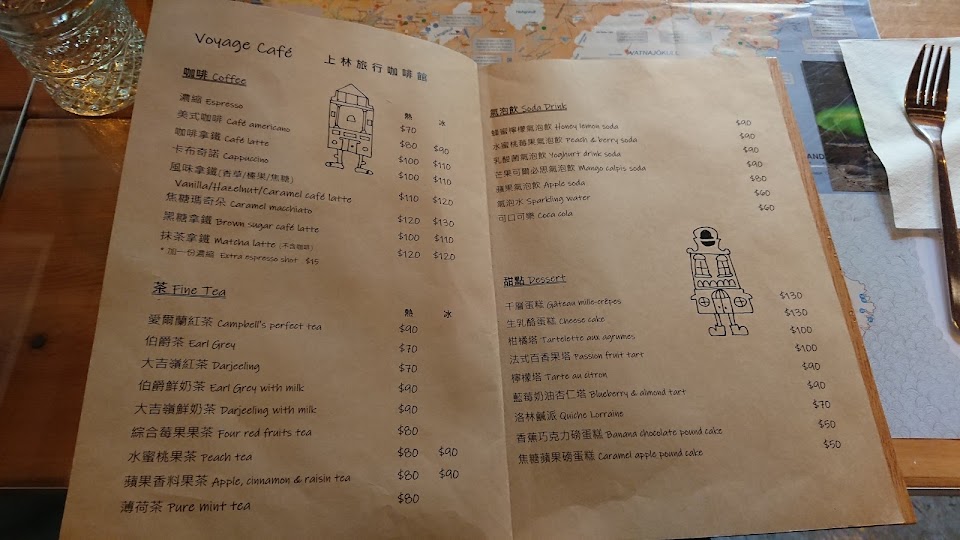 Voyage Café
上林旅行咖啡館
咖啡 Coffee
熱 冰
濃縮 Espresso $70
美式咖啡 Café americano $80 $90
咖啡拿鐵 Café latte $100 $110
卡布奇諾 Cappuccino $100 $110
風味拿鐵(香草/榛果/焦糖)
Vanilla/Hazelnut/Caramel café latte $110 $120
焦糖瑪奇朵 Caramel macchiato $120 $130
黑糖拿鐵 Brown sugar café latte $100 $110
抹茶拿鐵 Matcha latte (不含咖啡) $120 $120
* 加一份濃縮 Extra espresso shot $15
茶 Fine Tea
熱 冰
愛爾蘭紅茶 Campbell's perfect tea $90
伯爵茶 Earl Grey $70
大吉嶺紅茶 Darjeeling $70
伯爵鮮奶茶 Earl Grey with milk $90
大吉嶺鮮奶茶 Darjeeling with milk $90
綜合莓果果茶 Four red fruits tea $80
水蜜桃果茶 Peach tea $80 $90
蘋果香料果茶 Apple, cinnamon & raisin tea $80 $90
薄荷茶 Pure mint tea $80
氣泡飲 Soda Drink
蜂蜜檸檬氣泡飲 Honey lemon soda $90
水蜜桃莓果氣泡飲 Peach & berry soda $90
乳酸菌氣泡飲 Yoghurt drink soda $90
芒果可爾必思氣泡飲 Mango calpis soda $90
蘋果氣泡飲 Apple soda $80
氣泡水 Sparkling water $60
可口可樂 Coca cola $60
甜點 Dessert
千層蛋糕 Gâteau mille-crêpes $130
生乳酪蛋糕 Cheese cake $130
柑橘塔 Tartelette aux agrumes $100
法式百香果塔 Passion fruit tart $100
檸檬塔 Tarte au citron $90
藍莓奶油杏仁塔 Blueberry & almond tart $90
洛林鹹派 Quiche Lorraine $70
香蕉巧克力磅蛋糕 Banana chocolate pound cake $50
焦糖蘋果磅蛋糕 Caramel apple pound cake $50
VATNAJÖKULL